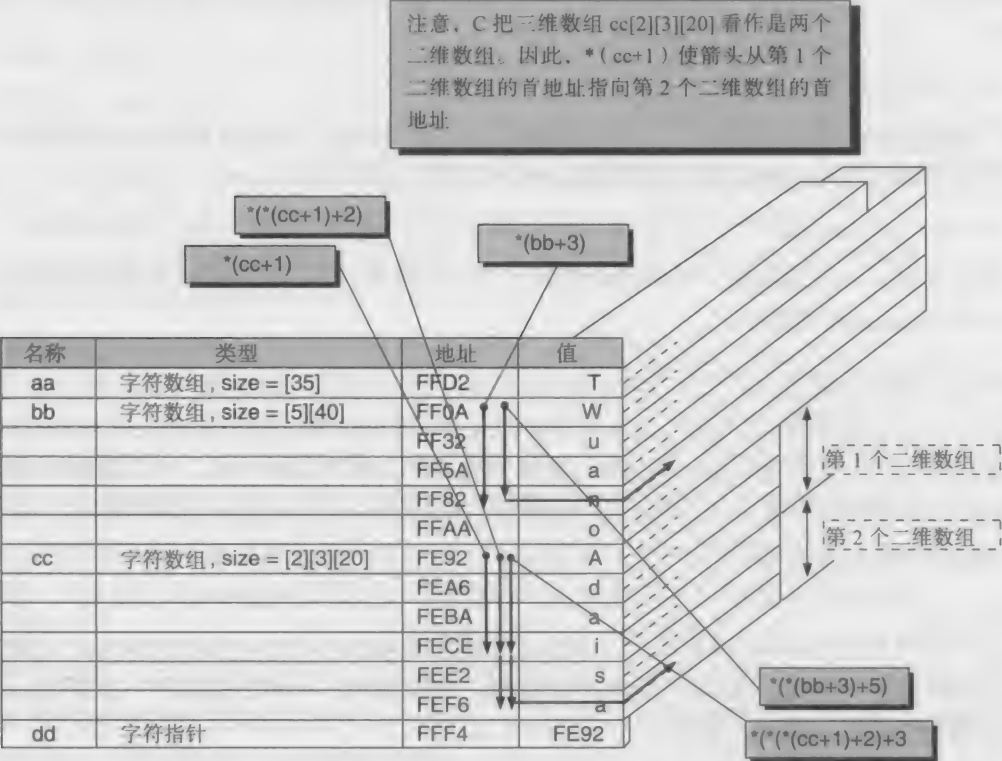 注意，C 把三维数组 cc[2][3][20] 看作是两个
二维数组。因此，*（cc+1）使箭头从第 1 个
二维数组的首地址指向第 2 个二维数组的首
地址
*(*(cc+1)+2)
*(bb+3)
*(cc+1)
名称 类型 地址 值
aa 字符数组, size = [35] FFD2 T
bb 字符数组, size = [5][40] FF0A W
FF32 u
FF5A a
FF82 n
FFAA o
cc 字符数组, size = [2][3][20] FE92 A
FEA6 d
FEBA a
FECE i
FEE2 s
FEF6 a
dd 字符指针 FFF4 FE92
第 1 个二维数组
第 2 个二维数组
*(*(bb+3)+5)
*(*(*(cc+1)+2)+3